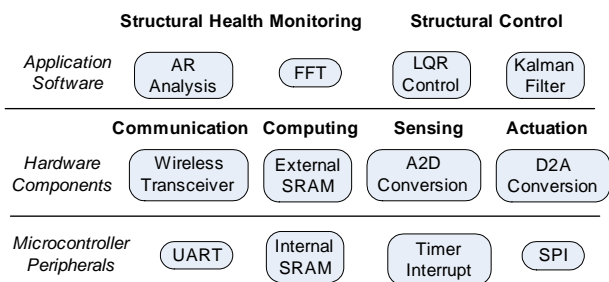 Structural Health Monitoring Structural Control
Application Software
AR Analysis
FFT
LQR Control
Kalman Filter
Communication Computing Sensing Actuation
Hardware Components
Wireless Transceiver
External SRAM
A2D Conversion
D2A Conversion
Microcontroller Peripherals
UART
Internal SRAM
Timer Interrupt
SPI